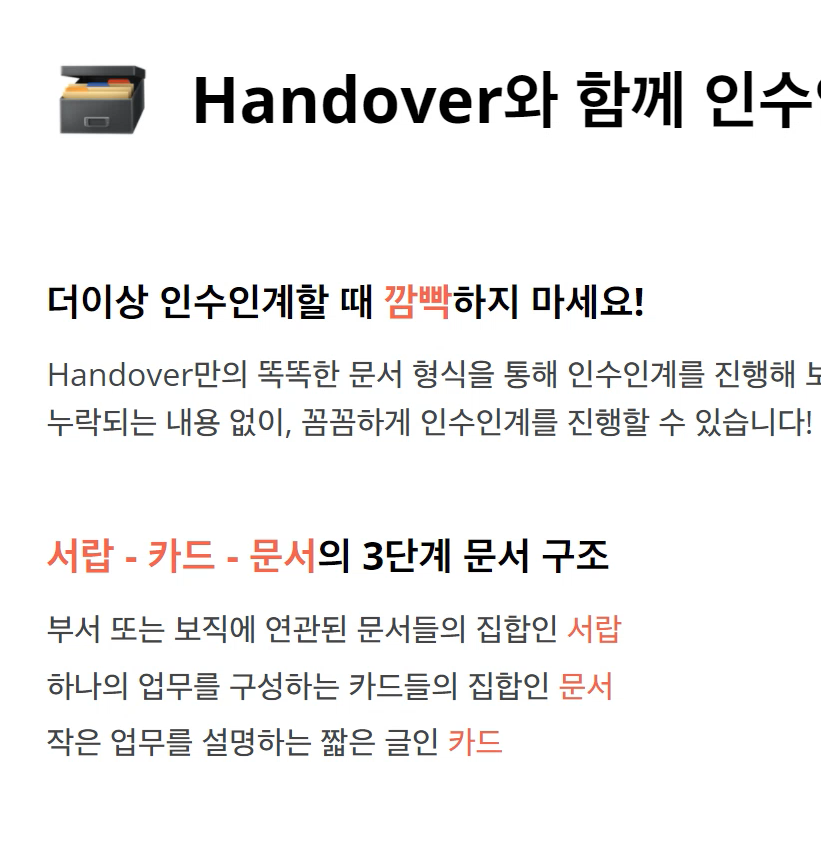 Handover와 함께 인수
더이상 인수인계할 때 깜빡하지 마세요!
Handover만의 똑똑한 문서 형식을 통해 인수인계를 진행해
누락되는 내용 없이, 꼼꼼하게 인수인계를 진행할 수 있습니다!
서랍 - 카드 - 문서의 3단계 문서 구조
부서 또는 보직에 연관된 문서들의 집합인 서랍
하나의 업무를 구성하는 카드들의 집합인 문서
작은 업무를 설명하는 짧은 글인 카드